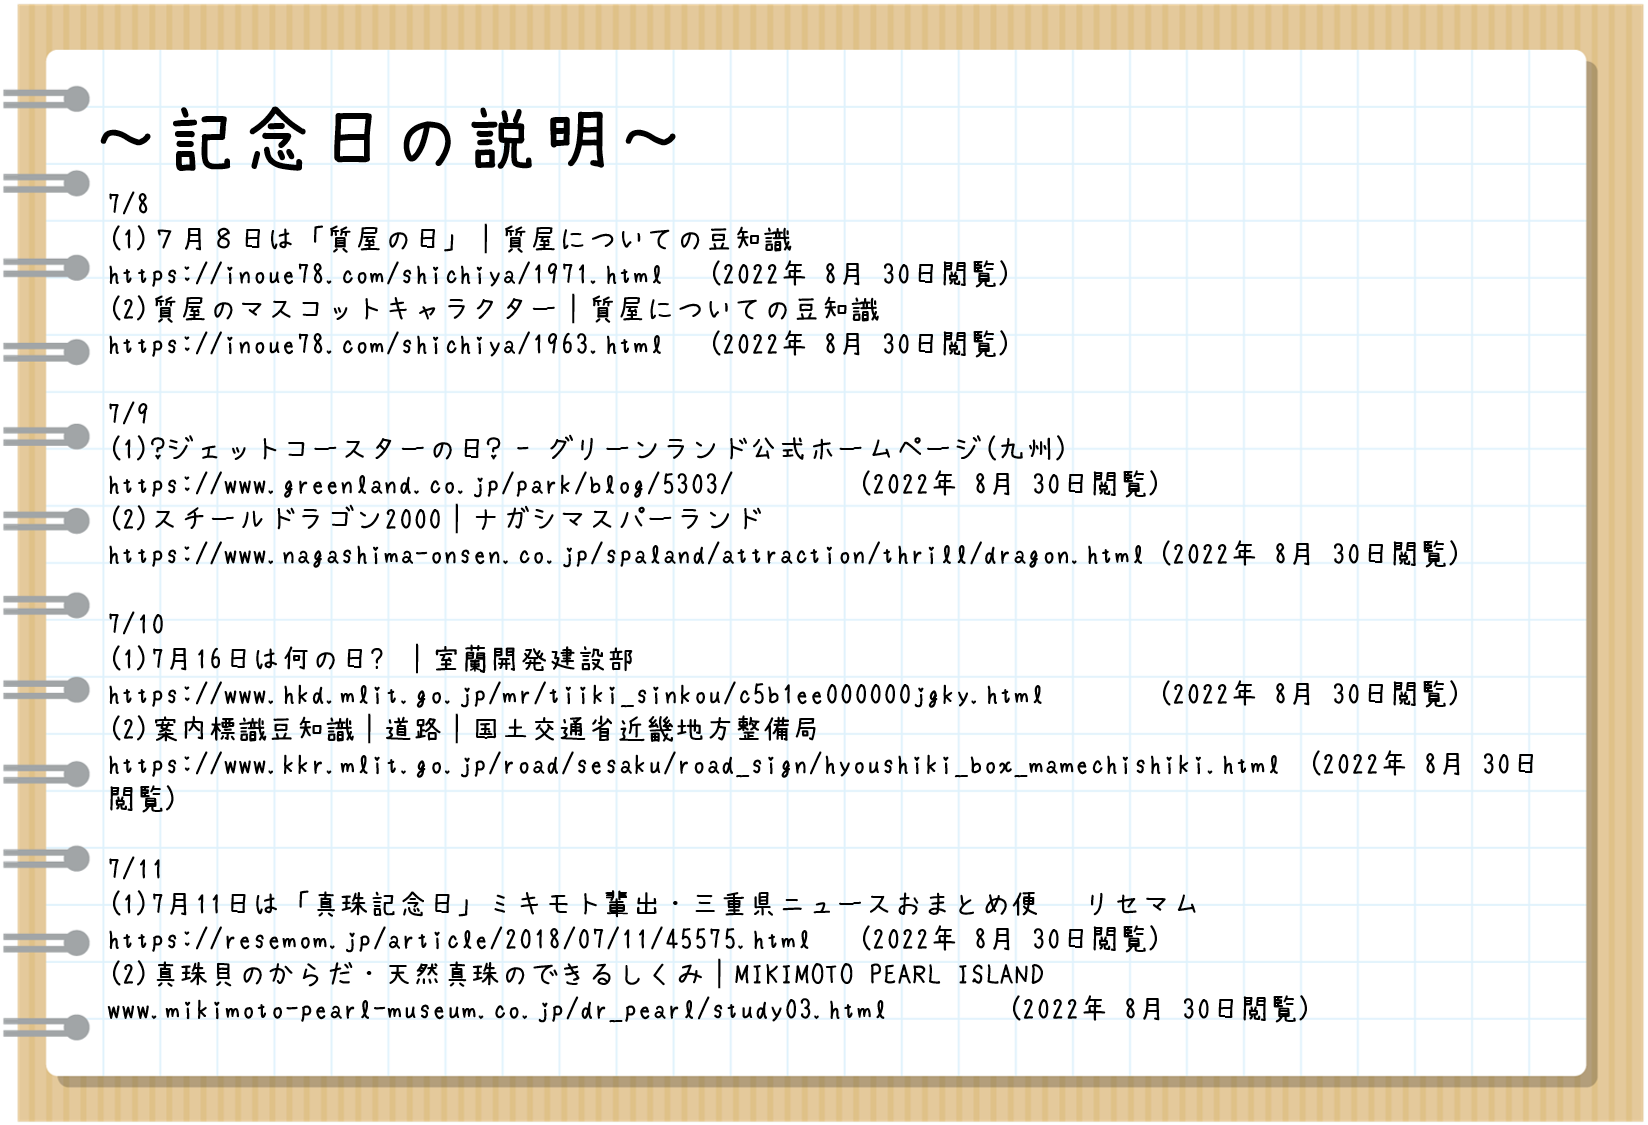 ～記念日の説明～
7/8
(1)７月８日は「質屋の日」｜質屋についての豆知識
https://inoue78.com/shichiya/1971.html (2022年 8月 30日閲覧)
(2)質屋のマスコットキャラクター｜質屋についての豆知識
https://inoue78.com/shichiya/1963.html (2022年 8月 30日閲覧)
7/9
(1)?ジェットコースターの日? - グリーンランド公式ホームページ(九州)
https://www.greenland.co.jp/park/blog/5303/ (2022年 8月 30日閲覧)
(2)スチールドラゴン2000｜ナガシマスパーランド
https://www.nagashima-onsen.co.jp/spaland/attraction/thrill/dragon.html (2022年 8月 30日閲覧)
7/10
(1)7月16日は何の日? ｜室蘭開発建設部
https://www.hkd.mlit.go.jp/mr/tiiki_sinkou/c5b1ee000000jgky.html (2022年 8月 30日閲覧)
(2)案内標識豆知識｜道路｜国土交通省近畿地方整備局
https://www.kkr.mlit.go.jp/road/sesaku/road_sign/hyoushiki_box_mamechishiki.html (2022年 8月 30日
閲覧)
7/11
(1)7月11日は「真珠記念日」ミキモト輩出・三重県ニュースおまとめ便 リセマム
https://resemom.jp/article/2018/07/11/45575.html (2022年 8月 30日閲覧)
(2)真珠貝のからだ・天然真珠のできるしくみ｜MIKIMOTO PEARL ISLAND
www.mikimoto-pearl-museum.co.jp/dr_pearl/study03.html (2022年 8月 30日閲覧)